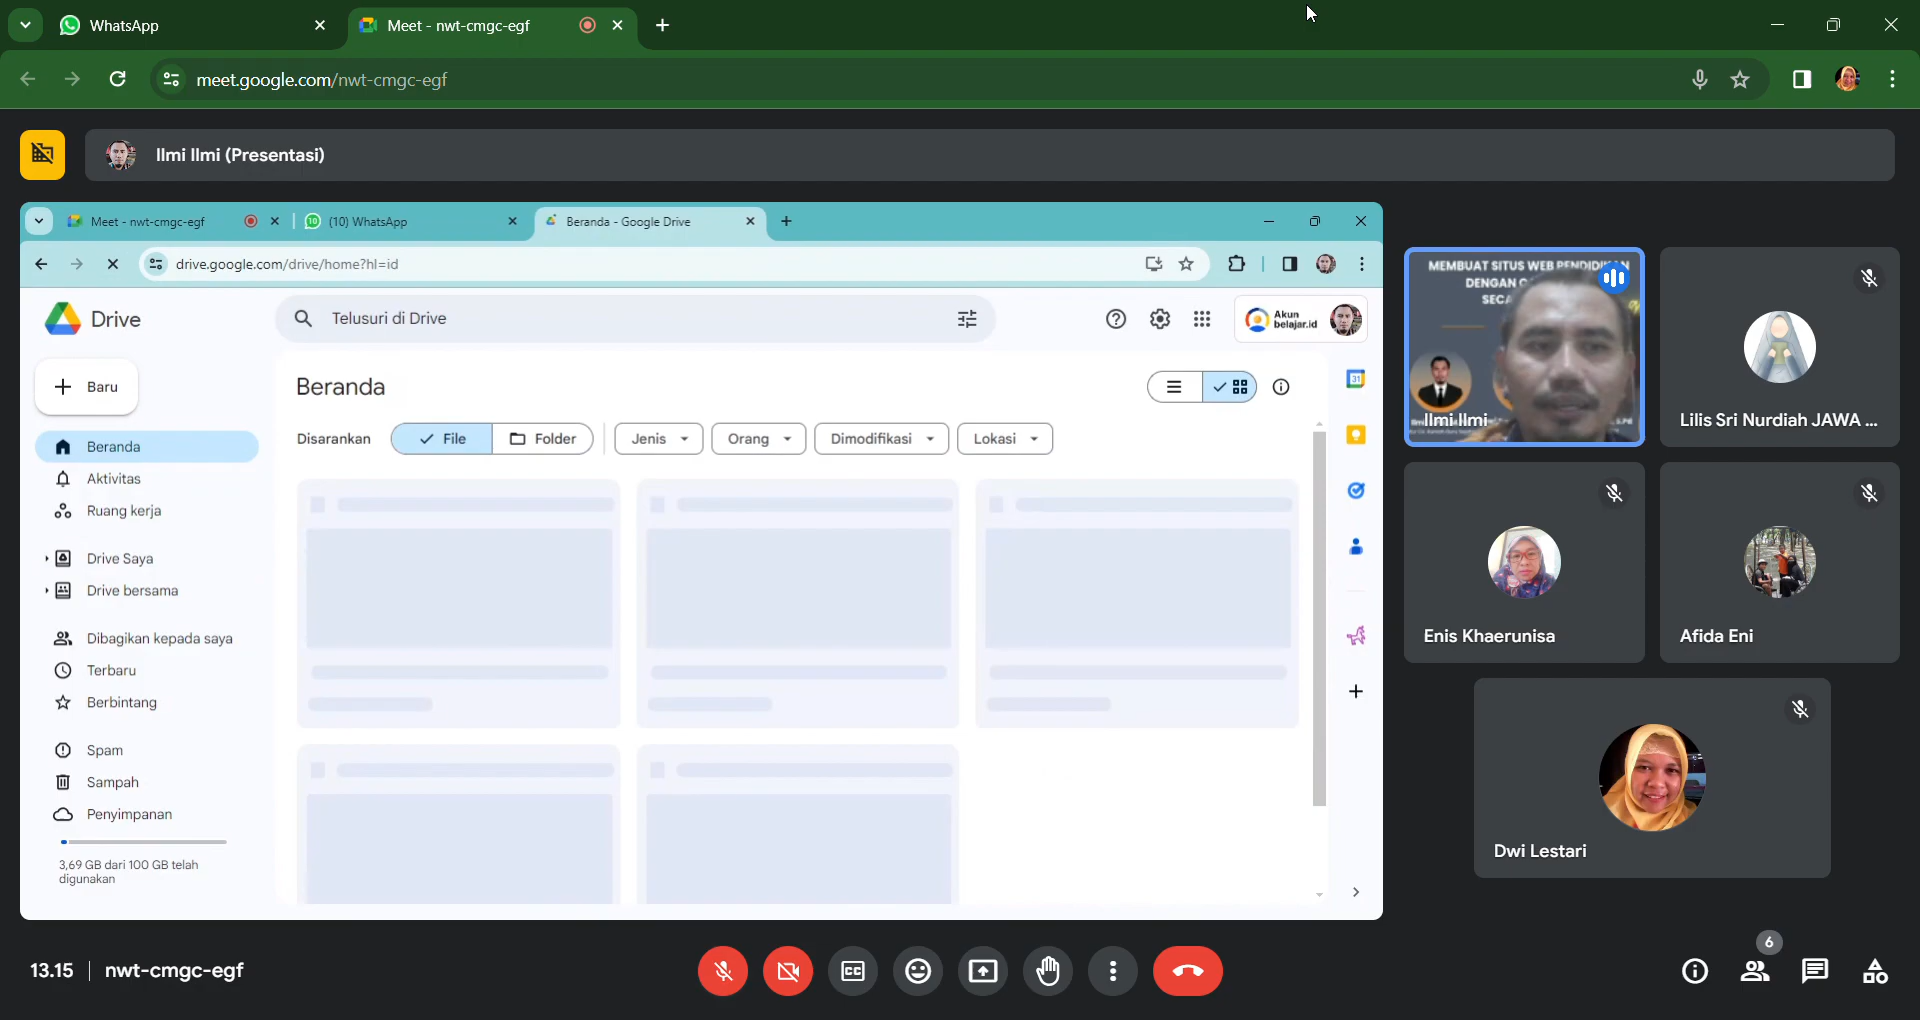 WhatsApp
Meet - nwt-cmgc-egf
meet.google.com/nwt-cmgc-egf
Ilmi Ilmi (Presentasi)
Meet - nwt-cmgc-egf
(10) WhatsApp
Beranda - Google Drive
drive.google.com/drive/home?hl=id
Drive
Telusuri di Drive
Akun
belajar.id
Baru
Beranda
Disarankan
File
Folder
Jenis
Orang
Dimodifikasi
Lokasi
Beranda
Aktivitas
Ruang kerja
Drive Saya
Drive bersama
Dibagikan kepada saya
Terbaru
Berbintang
Spam
Sampah
Penyimpanan
3,69 GB dari 100 GB telah
digunakan
31
MEMBUAT SITUS WEB
DENGAN
Ilmi Ilmi
Lilis Sri Nurdiah JAWA ...
Enis Khaerunisa
Afida Eni
Dwi Lestari
13.15
nwt-cmgc-egf
6